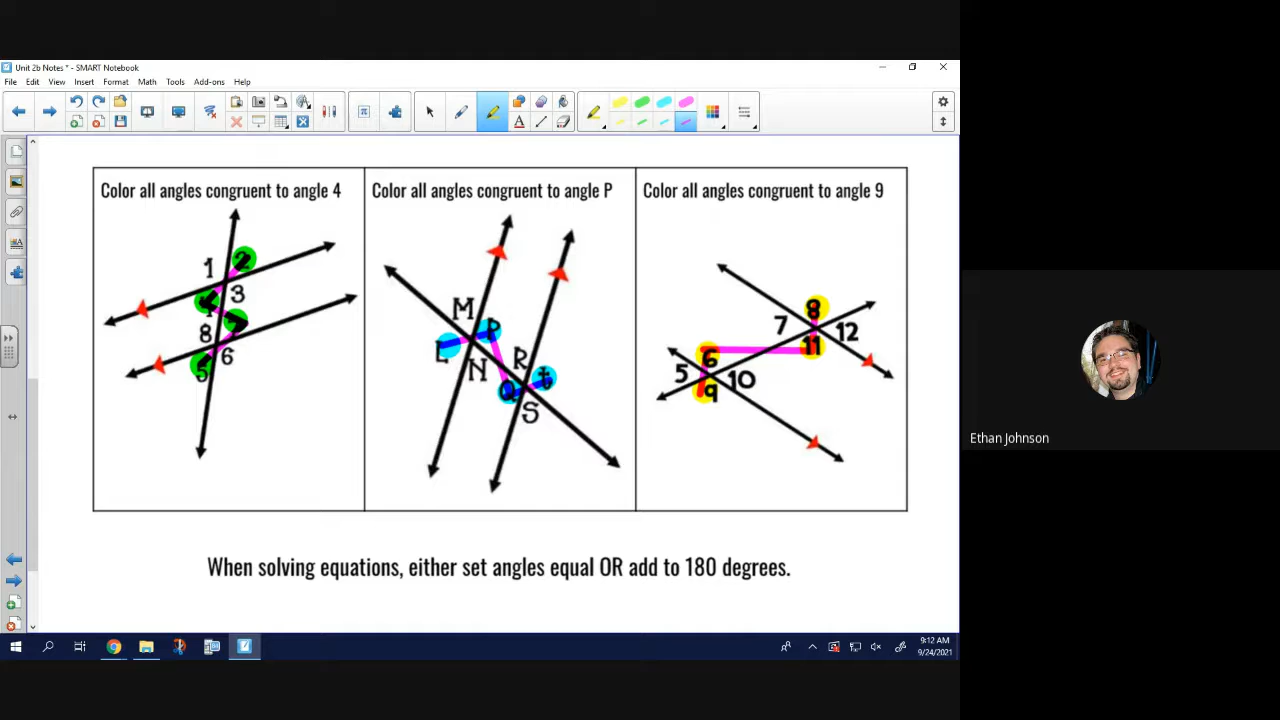 Unit 2b Notes * - SMART Notebook
File Edit View Insert Format Math Tools Add-ons Help
Color all angles congruent to angle 4
Color all angles congruent to angle P
Color all angles congruent to angle 9
1 2
3
8
5 6
M P
L
N R
Q t
S
8
7 12
11
6
5 10
9
When solving equations, either set angles equal OR add to 180 degrees.
Ethan Johnson
9:12 AM
9/24/2021